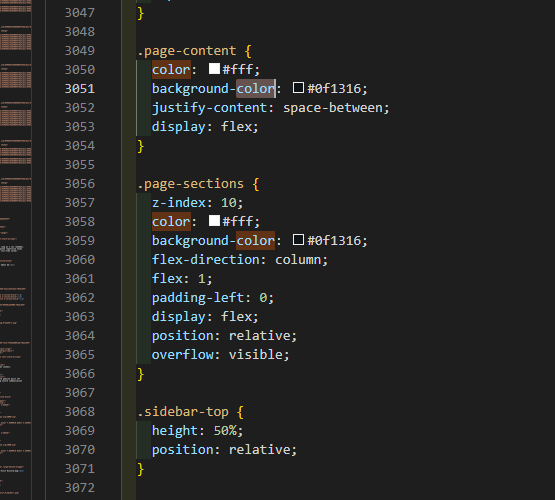 3047 }
3048
3049 .page-content {
3050 color: #fff;
3051 background-color: #0f1316;
3052 justify-content: space-between;
3053 display: flex;
3054 }
3055
3056 .page-sections {
3057 z-index: 10;
3058 color: #fff;
3059 background-color: #0f1316;
3060 flex-direction: column;
3061 flex: 1;
3062 padding-left: 0;
3063 display: flex;
3064 position: relative;
3065 overflow: visible;
3066 }
3067
3068 .sidebar-top {
3069 height: 50%;
3070 position: relative;
3071 }
3072